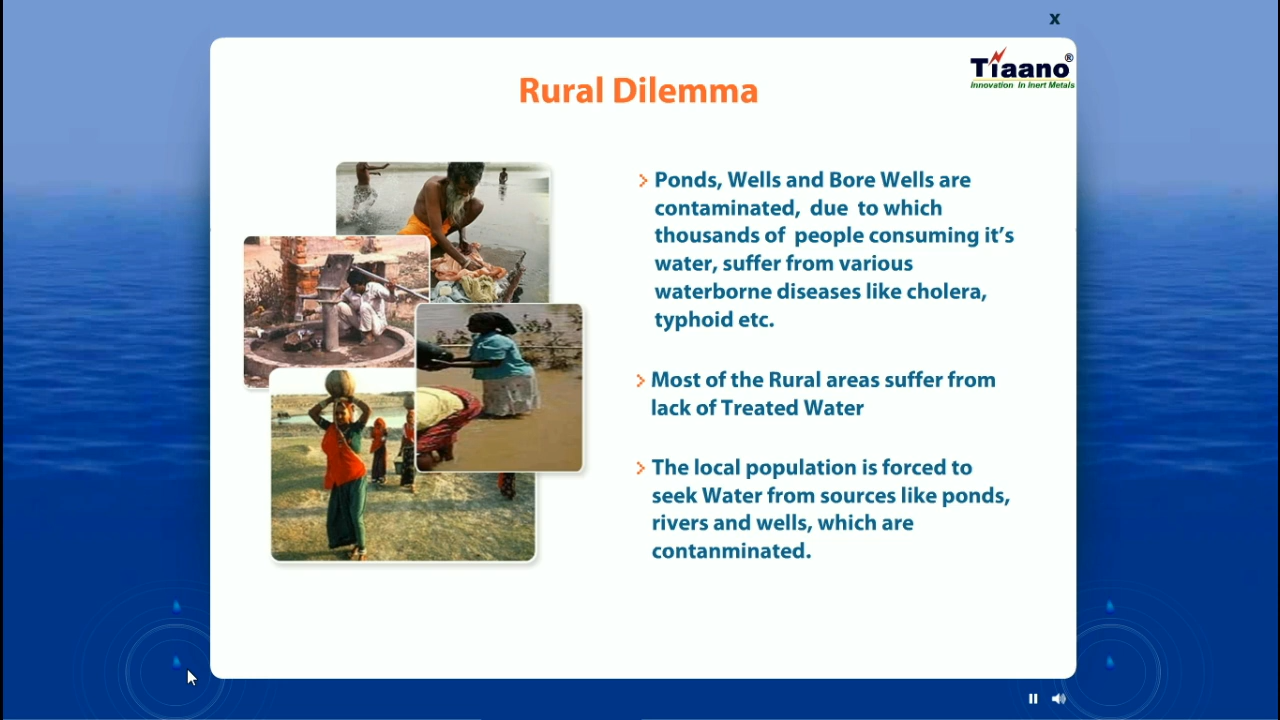 x
Tiaano®
Innovation in Inert Metals
Rural Dilemma
Ponds, Wells and Bore Wells are
contaminated, due to which
thousands of people consuming it's
water, suffer from various
waterborne diseases like cholera,
typhoid etc.
Most of the Rural areas suffer from
lack of Treated Water
The local population is forced to
seek Water from sources like ponds,
rivers and wells, which are
contanminated.